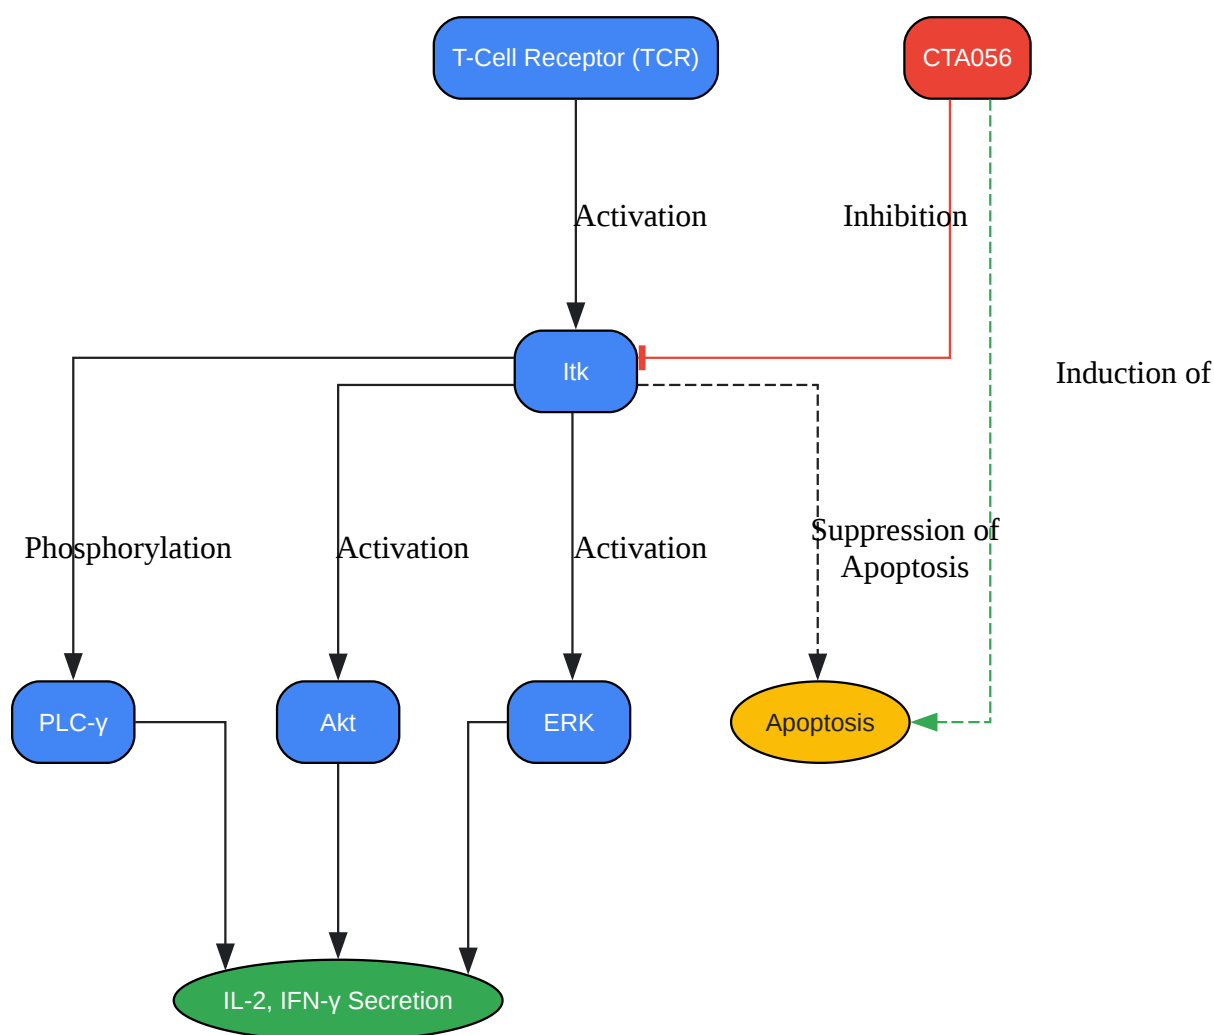 T-Cell Receptor (TCR)
CTA056
Activation
Inhibition
Itk
Induction of
Phosphorylation
Activation
Activation
Suppression of
Apoptosis
PLC-γ
Akt
ERK
Apoptosis
IL-2, IFN-γ Secretion